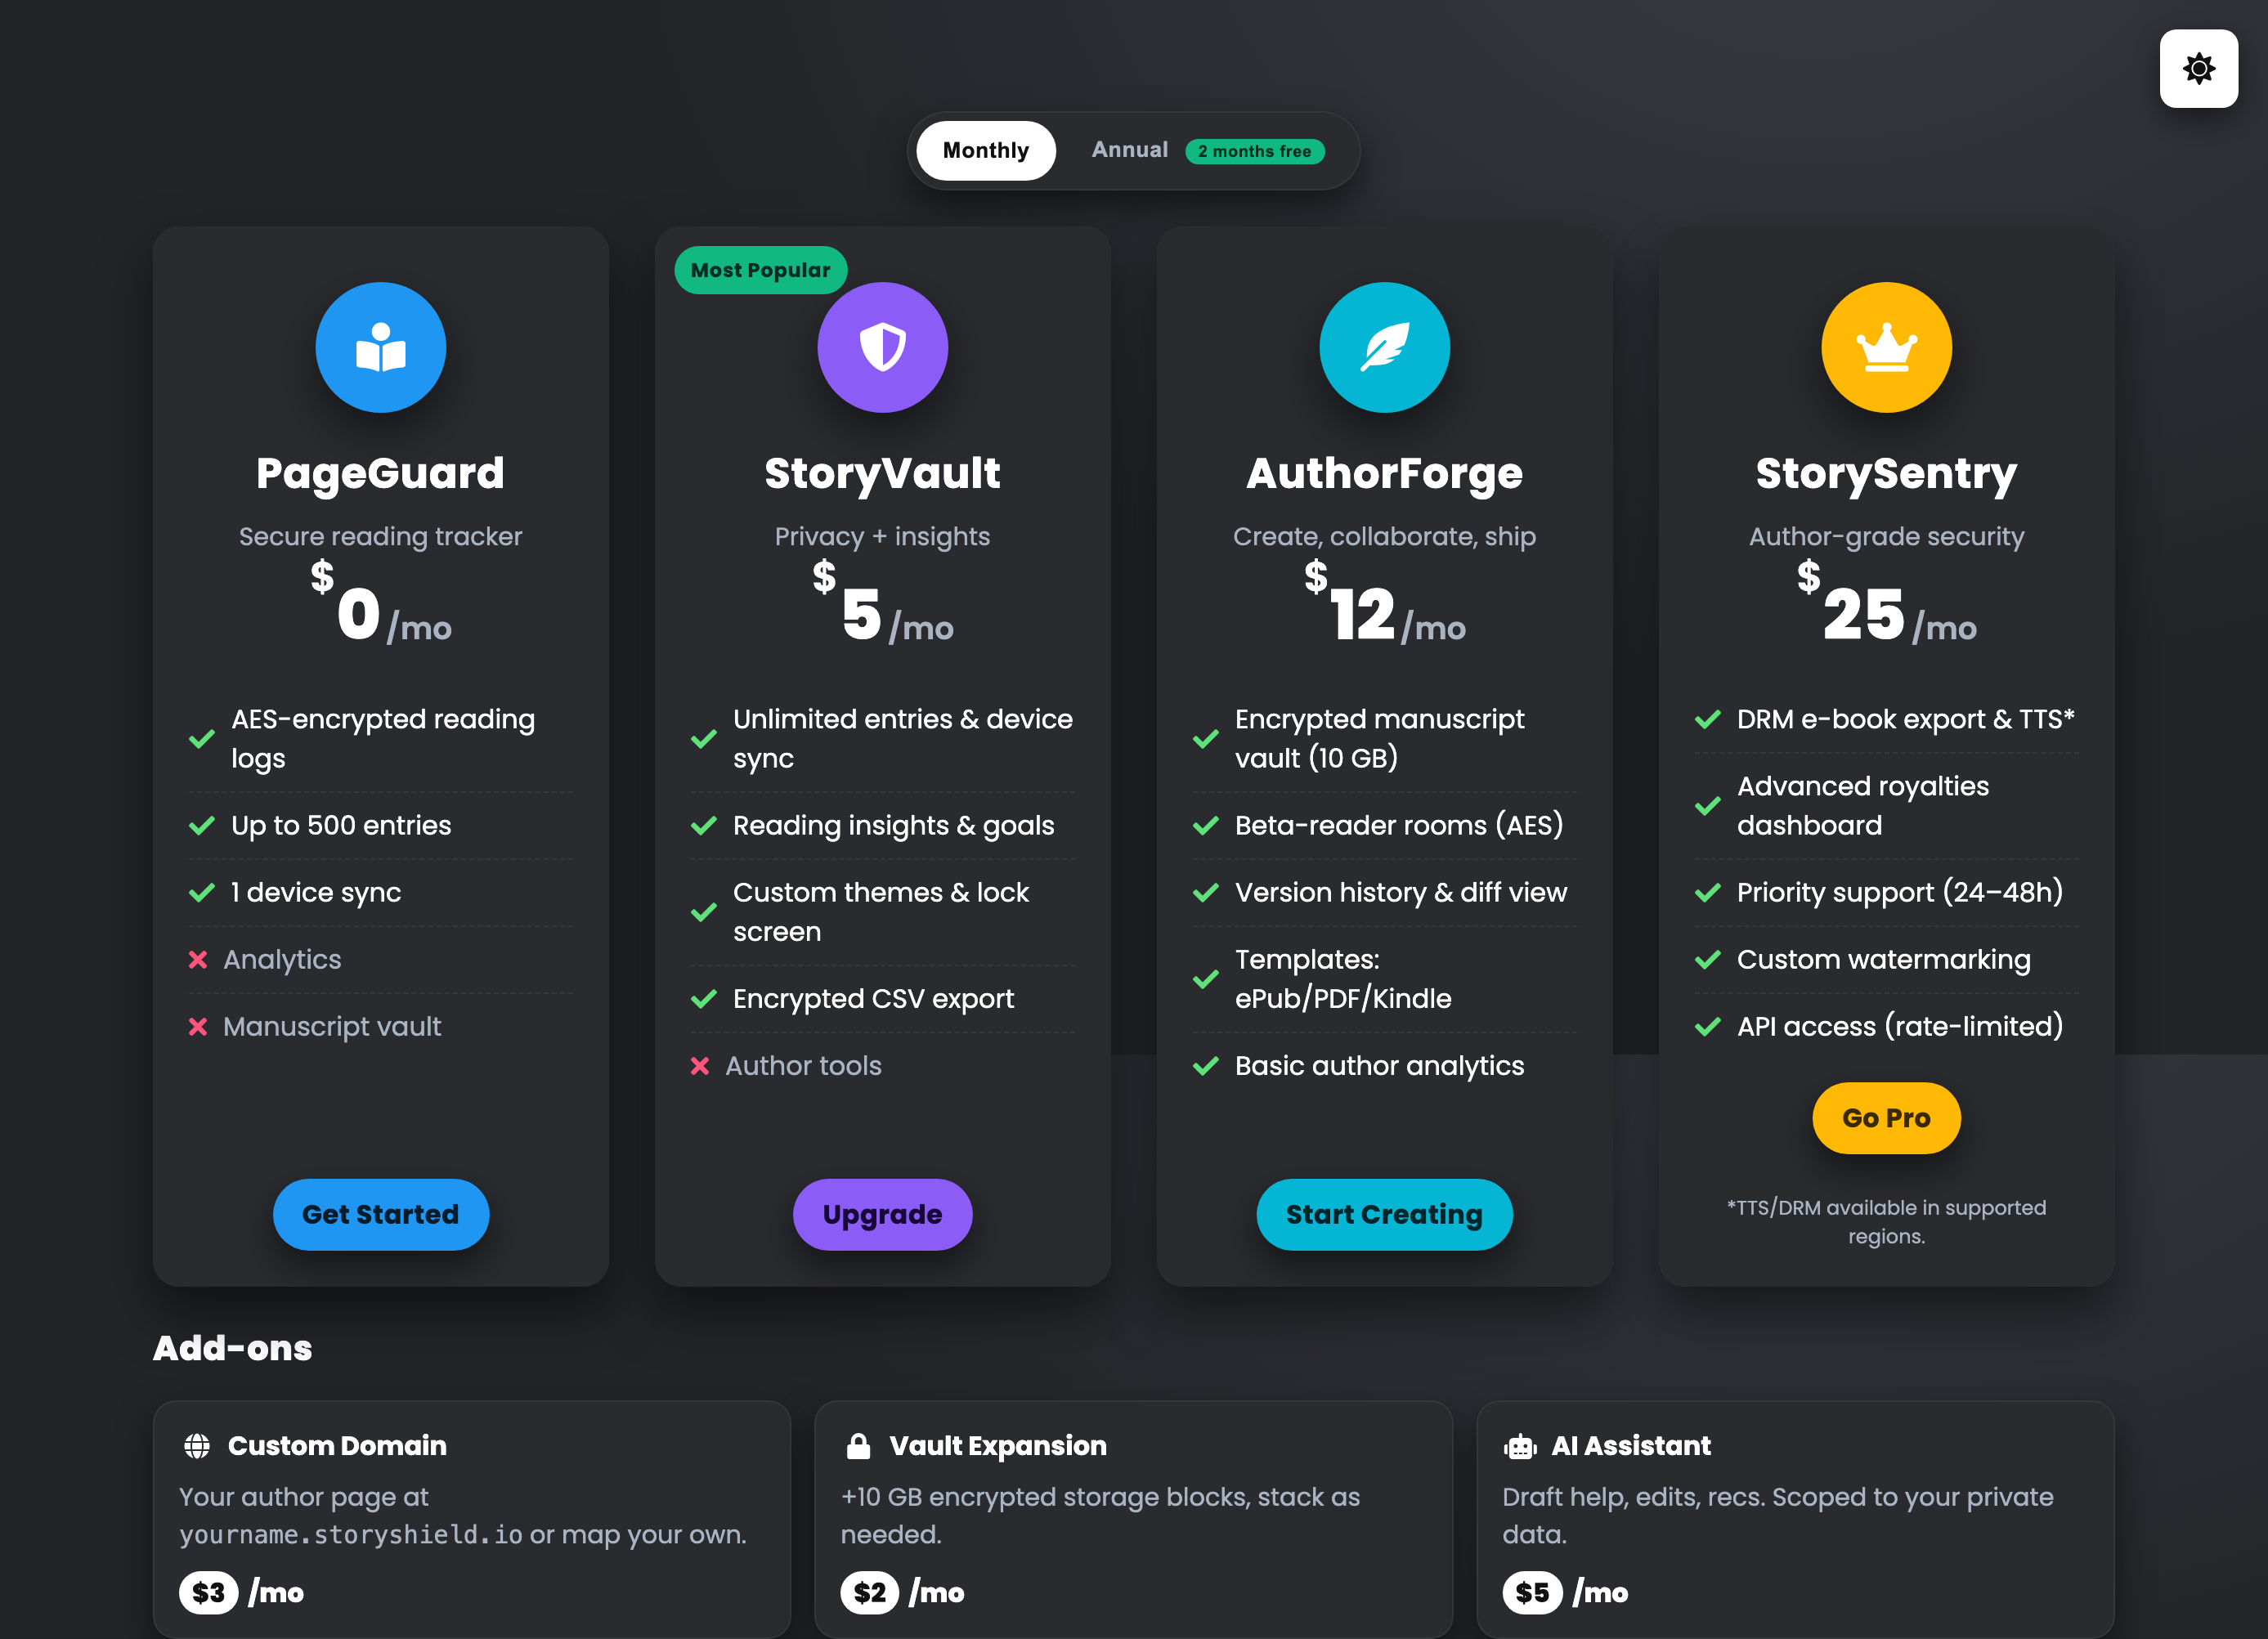 Monthly
Annual 2 months free
PageGuard
Secure reading tracker
$0/mo
AES-encrypted reading
logs
Up to 500 entries
1 device sync
Analytics
Manuscript vault
Get Started
Most Popular
StoryVault
Privacy + insights
$5/mo
Unlimited entries & device
sync
Reading insights & goals
Custom themes & lock
screen
Encrypted CSV export
Author tools
Upgrade
AuthorForge
Create, collaborate, ship
$12/mo
Encrypted manuscript
vault (10 GB)
Beta-reader rooms (AES)
Version history & diff view
Templates:
ePub/PDF/Kindle
Basic author analytics
Start Creating
StorySentry
Author-grade security
$25/mo
DRM e-book export & TTS*
Advanced royalties
dashboard
Priority support (24–48h)
Custom watermarking
API access (rate-limited)
Go Pro
*TTS/DRM available in supported
regions.
Add-ons
Custom Domain
Your author page at
yourname.storyshield.io or map your own.
$3 /mo
Vault Expansion
+10 GB encrypted storage blocks, stack as
needed.
$2 /mo
AI Assistant
Draft help, edits, recs. Scoped to your private
data.
$5 /mo